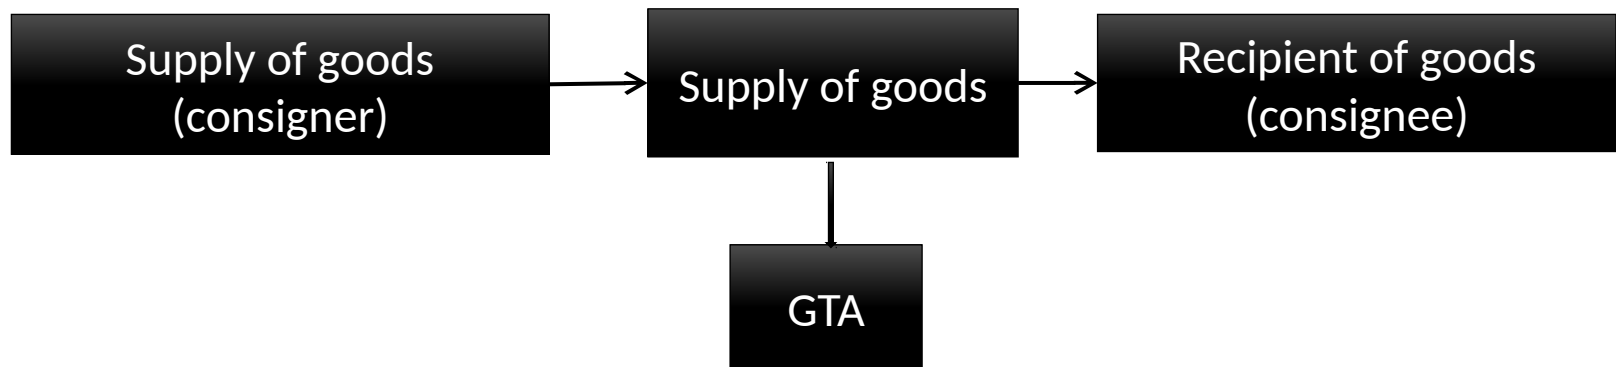 Supply of goods
(consigner)
Supply of goods
Recipient of goods
(consignee)
GTA